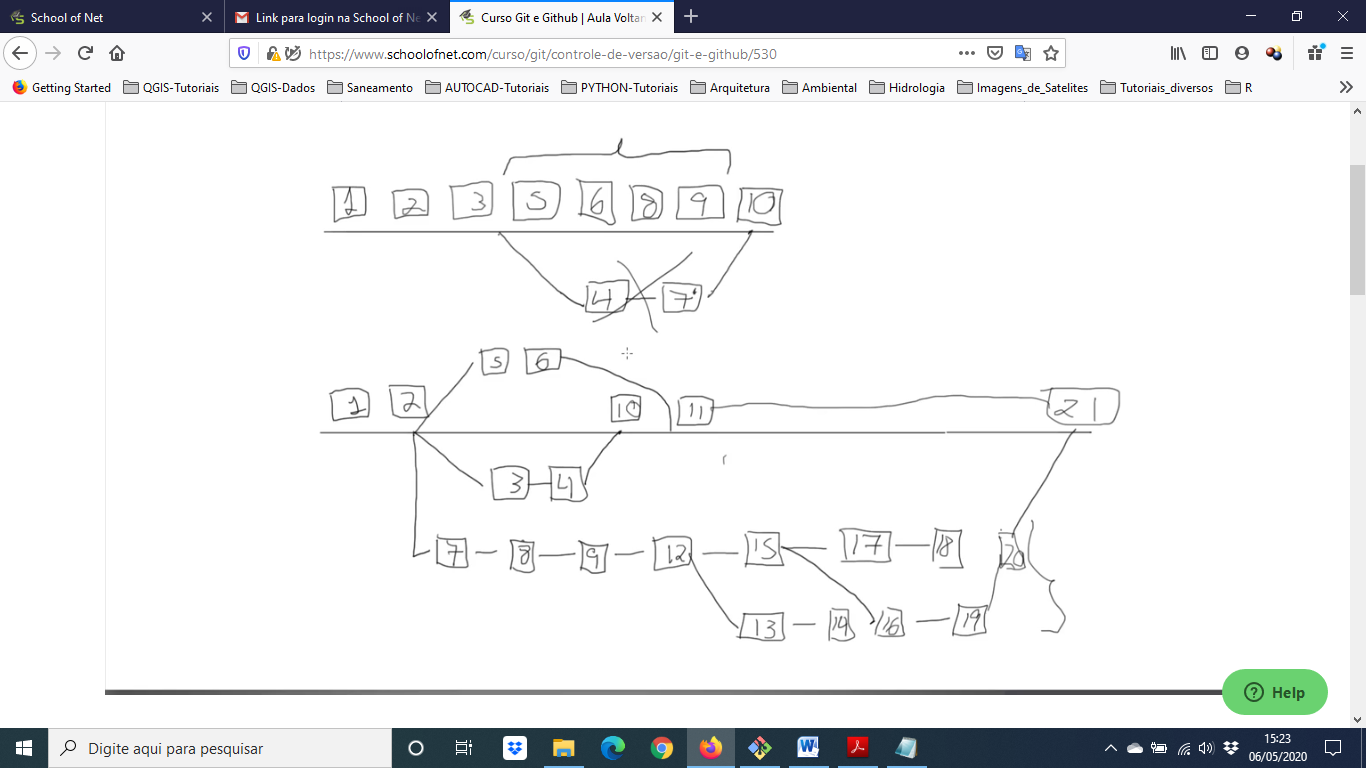 School of Net
Link para login na School of Ne
Curso Git e Github | Aula Voltan
https://www.schoolofnet.com/curso/git/controle-de-versao/git-e-github/530
Getting Started QGIS-Tutoriais QGIS-Dados Saneamento AUTOCAD-Tutoriais PYTHON-Tutoriais Arquitetura Ambiental Hidrologia Imagens_de_Satelites Tutoriais_diversos R
1 2 3 5 6 8 9 10
4 7
5 6
1 2 10 11 21
3 4
7 8 9 12 15 17 18 20
13 14 16 19
Help
Digite aqui para pesquisar
15:23
06/05/2020